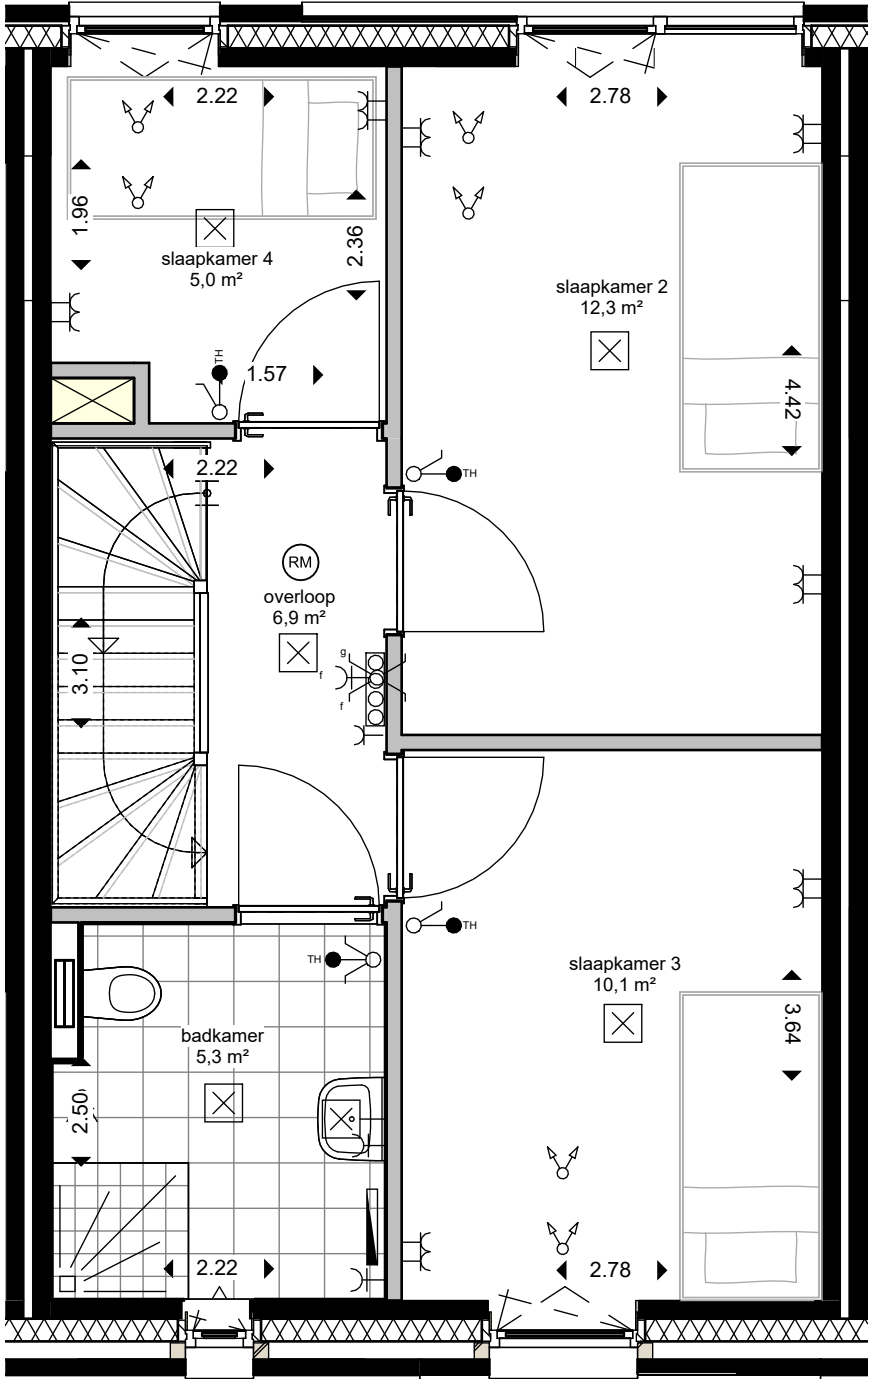 2.22
2.78
1.96
2.36
slaapkamer 4
5,0 m²
slaapkamer 2
12,3 m²
TH
1.57
4.42
2.22
TH
RM
overloop
6,9 m²
g
f
f
3.10
TH
TH
slaapkamer 3
10,1 m²
3.64
badkamer
5,3 m²
2.50
2.22
2.78